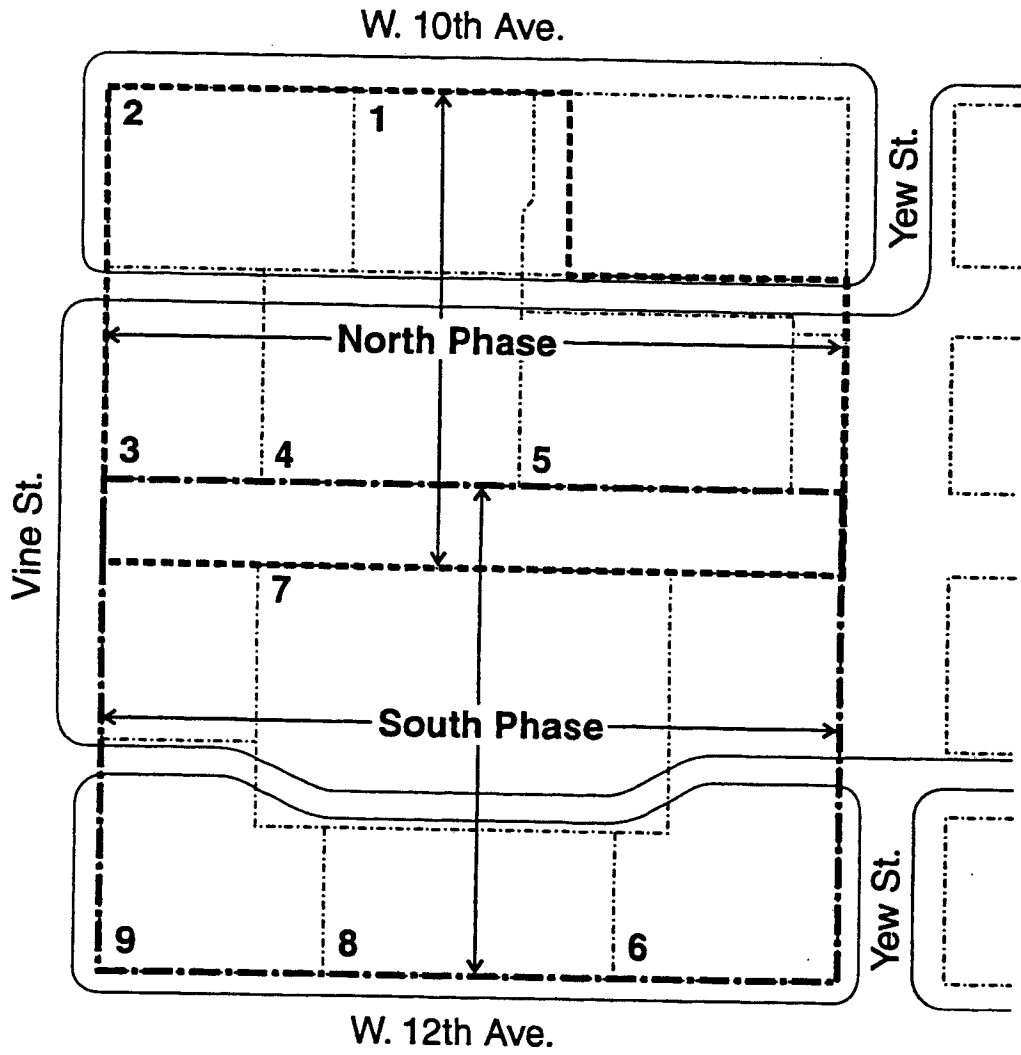 W. 10th Ave.
2
1
Yew St.
North Phase
3
4
5
Vine St.
7
South Phase
9
8
6
Yew St.
W. 12th Ave.